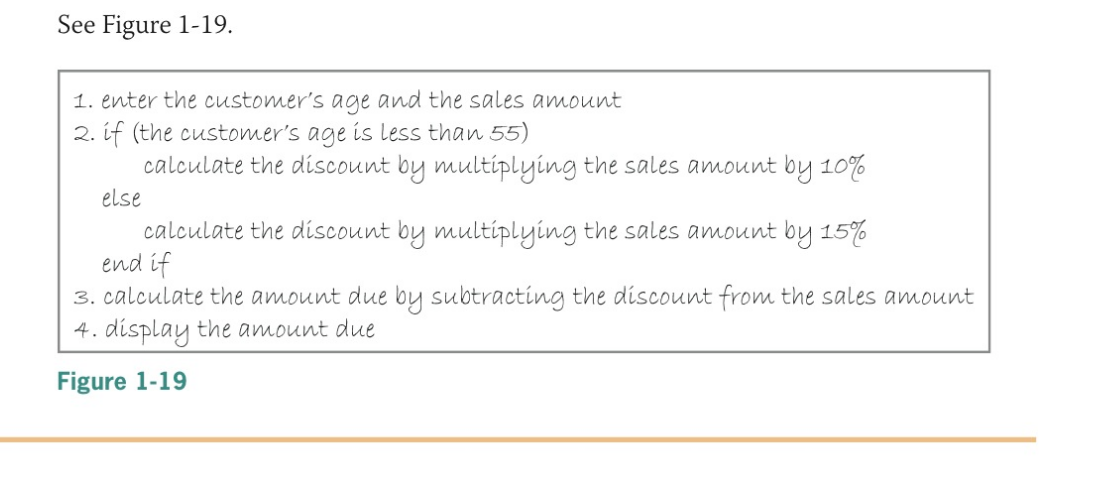 See Figure 1-19.
1. enter the customer's age and the sales amount
2. if (the customer's age is less than 55)
calculate the discount by multiplying the sales amount by 10%
else
calculate the discount by multiplying the sales amount by 15%
end if
3. calculate the amount due by subtracting the discount from the sales amount
4. display the amount due
Figure 1-19